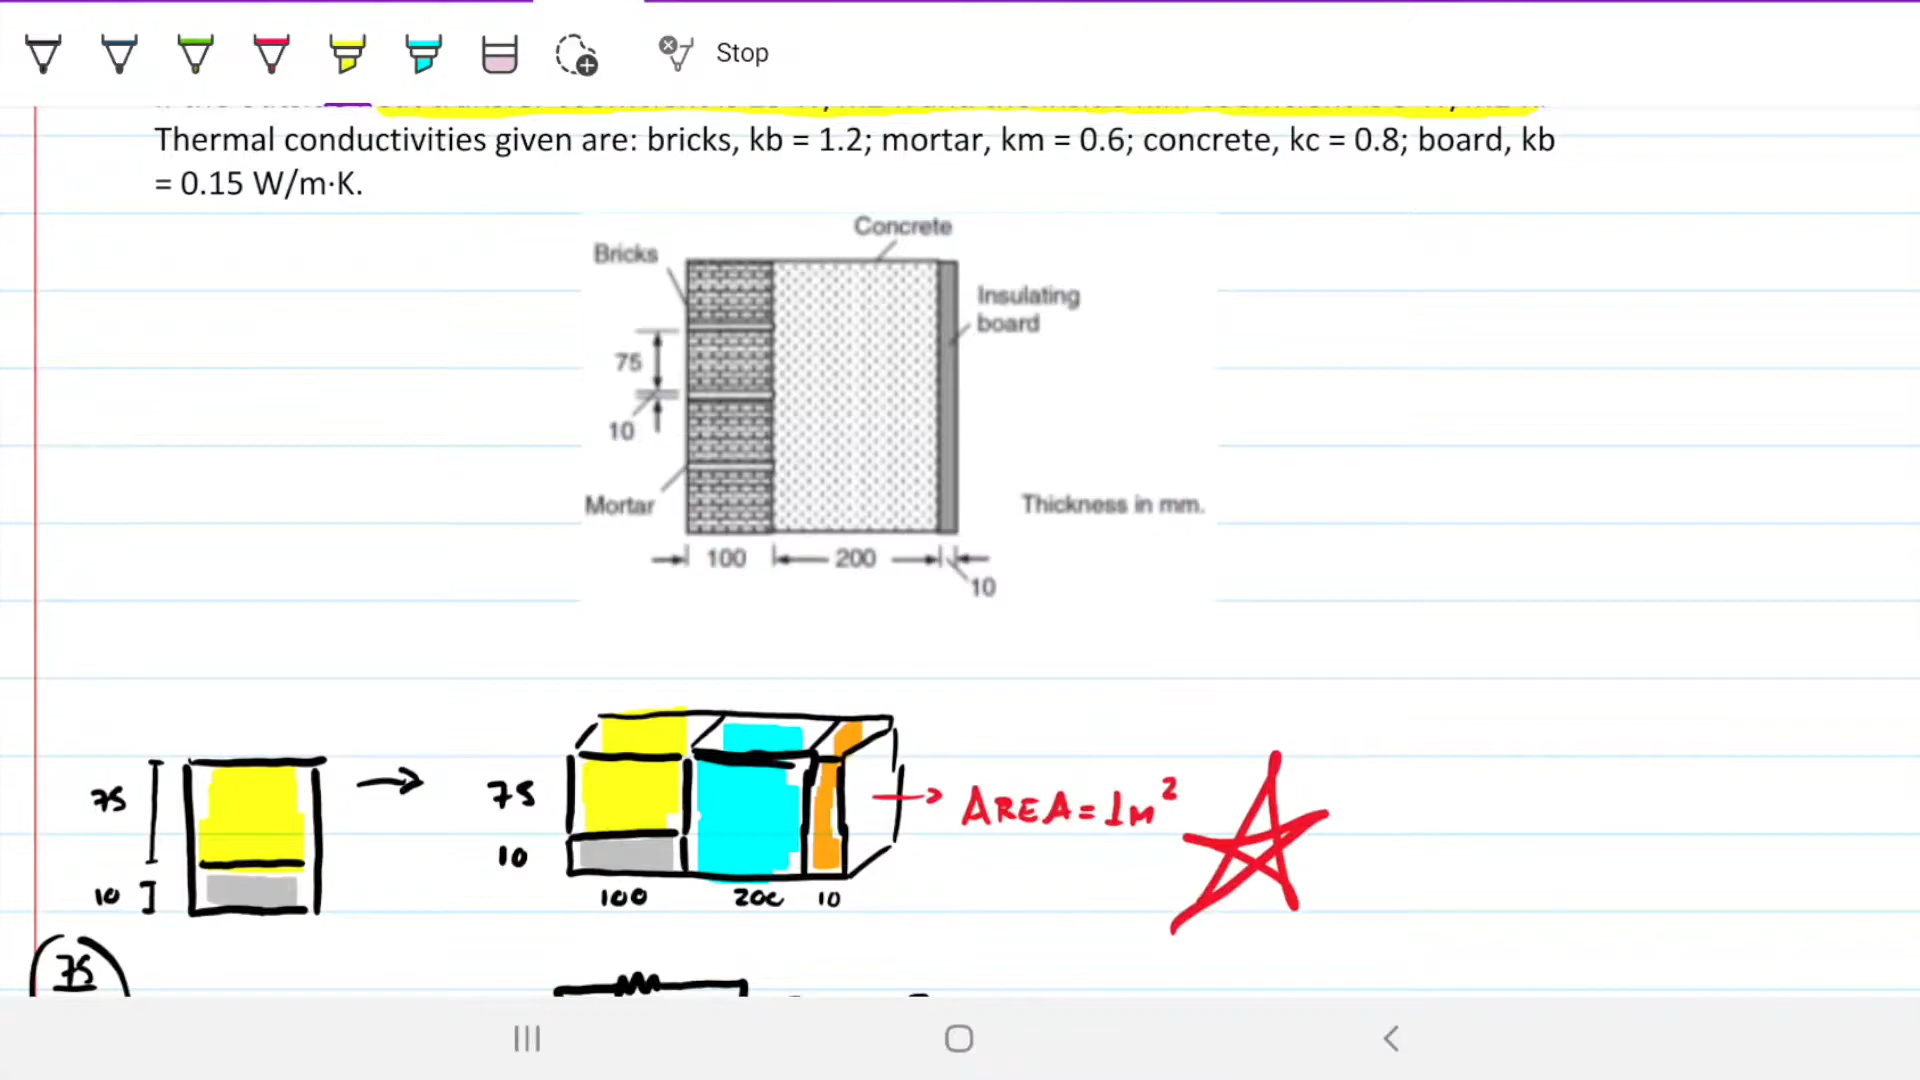 Stop
Thermal conductivities given are: bricks, kb = 1.2; mortar, km = 0.6; concrete, kc = 0.8; board, kb
= 0.15 W/m·K.
Concrete
Bricks
Insulating
board
75
10
Mortar
Thickness in mm.
100
200
10
75
10
75
10
100
200
10
AREA = 1m²
75